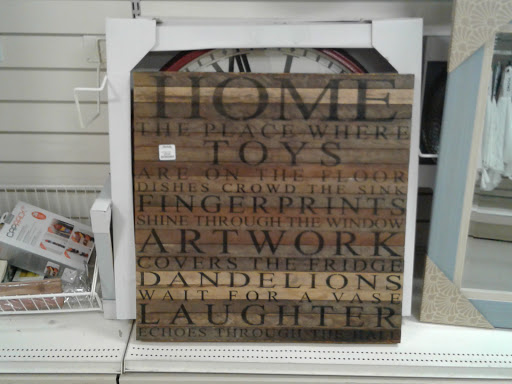 HOME
THE PLACE WHERE
TOYS
ARE ON THE FLOOR
DISHES CROWD THE SINK
FINGERPRINTS
SHINE THROUGH THE WINDOW
ARTWORK
COVERS THE FRIDGE
DANDELIONS
WAIT FOR A VASE
LAUGHTER
ECHOES THROUGH THE HALL